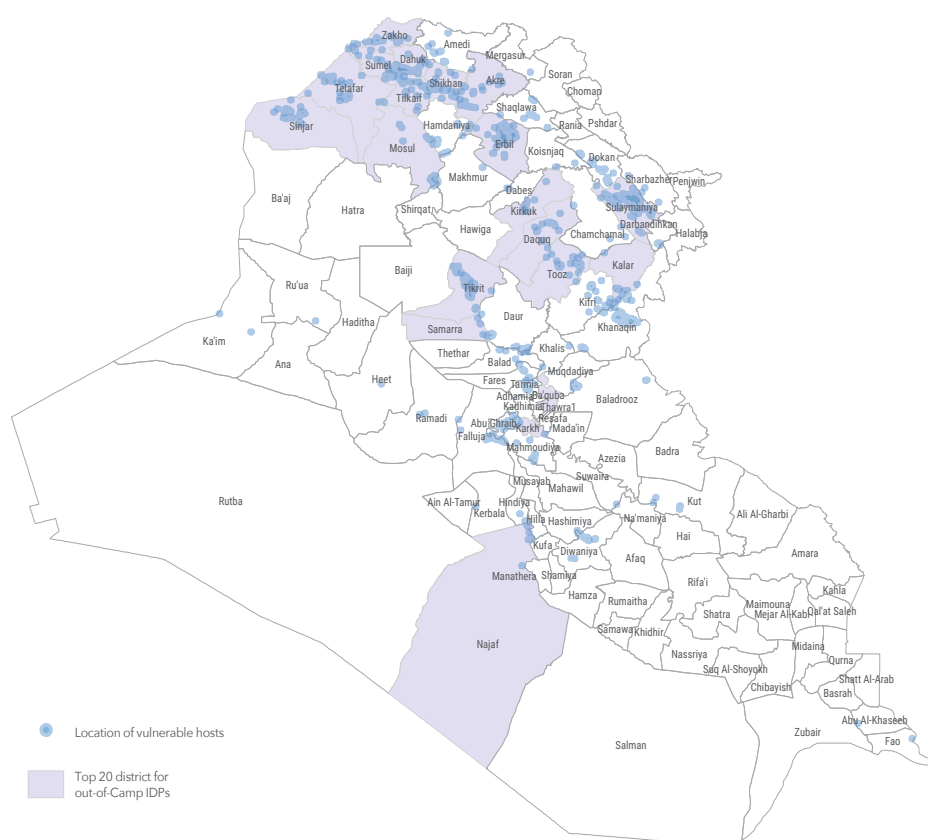 Zakho
Amedi
Mergasur
Dahuk
Sumel
Soran
Akre
Shikhan
Telafar
Choman
Tilkaif
Shaqlawa
Sinjar
Hamdaniya
Rania
Pshdar
Erbil
Mosul
Koisnjaq
Dokan
Makhmur
Sharbazher
Penjwin
Dabes
Ba'aj
Hatra
Shirqat
Kirkuk
Sulaymaniya
Hawiga
Darbandihkan
Daquq
Chamchamal
Halabja
Baiji
Tooz
Kalar
Ru'ua
Tikrit
Kifri
Haditha
Daur
Samarra
Khanaqin
Ka'im
Thethar
Khalis
Ana
Balad
Muqdadiya
Heet
Fares
Tarmia
Adhamia
Ba'quba
Baladrooz
Kadhimia
Thawra1
Ramadi
Abu Ghraib
Resafa
Karkh
Mada'in
Falluja
Mahmoudiya
Azezia
Badra
Suwaira
Musayab
Mahawil
Rutba
Ain Al-Tamur
Hindiya
Kut
Kerbala
Ali Al-Gharbi
Hilla
Hashimiya
Na'maniya
Hai
Kufa
Diwaniya
Afaq
Amara
Manathera
Shamiya
Rifa'i
Hamza
Rumaitha
Kahla
Maimouna
Mejar Al-Kabi
Qal'at Saleh
Shatra
Samawa
Khidhir
Najaf
Midaina
Nassriya
Qurna
Suq Al-Shoyokh
Shatt Al-Arab
Chibayish
Basrah
Abu Al-Khaseeb
Zubair
Fao
Salman
Location of vulnerable hosts
Top 20 district for
out-of-Camp IDPs